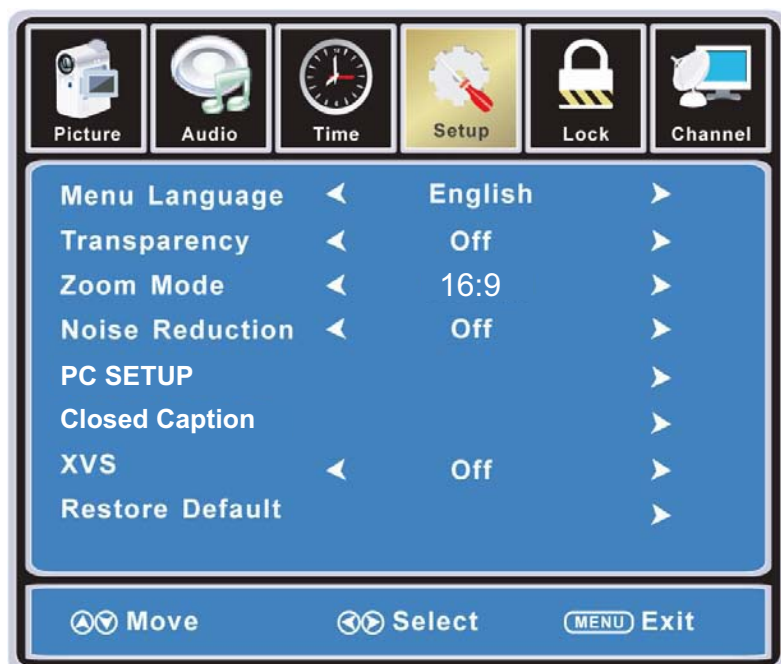 Picture Audio Time Setup Lock Channel
Menu Language English
Transparency Off
Zoom Mode 16:9
Noise Reduction Off
PC SETUP
Closed Caption
XVS Off
Restore Default
Move Select MENU Exit